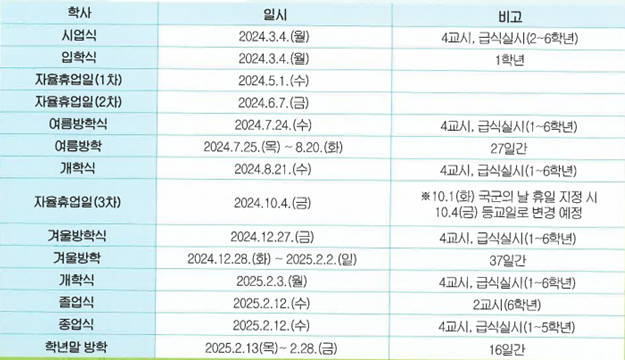 학사 일시 비고
시업식 2024.3.4.(월) 4교시, 급식실시(2~6학년)
입학식 2024.3.4.(월) 1학년
자율휴업일(1차) 2024.5.1.(수)
자율휴업일(2차) 2024.6.7.(금)
여름방학식 2024.7.24.(수) 4교시, 급식실시(1~6학년)
여름방학 2024.7.25.(목) ~ 8.20.(화) 27일간
개학식 2024.8.21.(수) 4교시, 급식실시(1~6학년)
자율휴업일(3차) 2024.10.4.(금) ※10.1(화) 국군의 날 휴일 지정 시
10.4(금) 등교일로 변경 예정
겨울방학식 2024.12.27.(금) 4교시, 급식실시(1~6학년)
겨울방학 2024.12.28.(화) ~ 2025.2.2.(일) 37일간
개학식 2025.2.3.(월) 4교시, 급식실시(1~6학년)
졸업식 2025.2.12.(수) 2교시(6학년)
종업식 2025.2.12.(수) 4교시, 급식실시(1~5학년)
학년말 방학 2025.2.13(목)~ 2.28.(금) 16일간